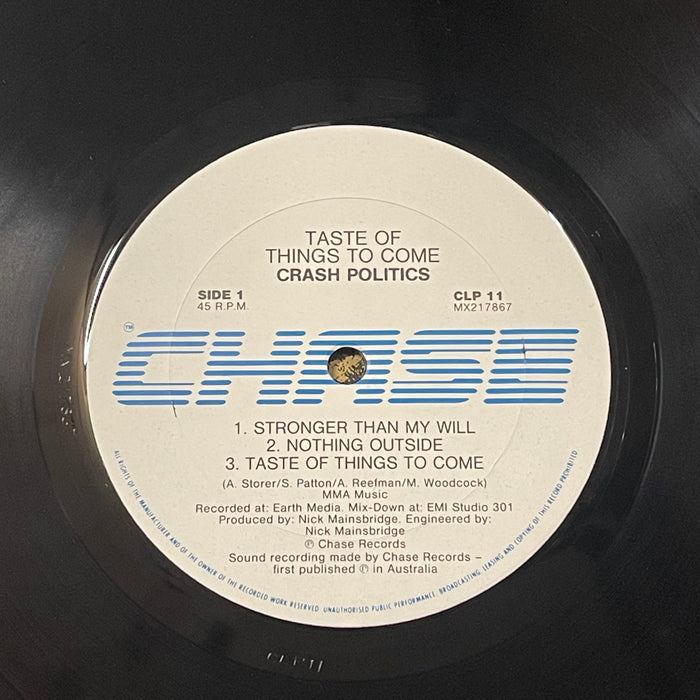 TASTE OF
THINGS TO COME
CRASH POLITICS
SIDE 1
45 R.P.M.
CLP 11
MX217867
TM
CHASE
1. STRONGER THAN MY WILL
2. NOTHING OUTSIDE
3. TASTE OF THINGS TO COME
(A. Storer/S. Patton/A. Reefman/M. Woodcock)
MMA Music
Recorded at: Earth Media. Mix-Down at: EMI Studio 301
Produced by: Nick Mainsbridge. Engineered by:
Nick Mainsbridge
℗ Chase Records
Sound recording made by Chase Records –
first published ℗ in Australia
ALL RIGHTS OF THE MANUFACTURER AND OF THE OWNER OF THE RECORDED WORK RESERVED. UNAUTHORISED PUBLIC PERFORMANCE, BROADCASTING, LEASING AND COPYING OF THIS RECORD PROHIBITED